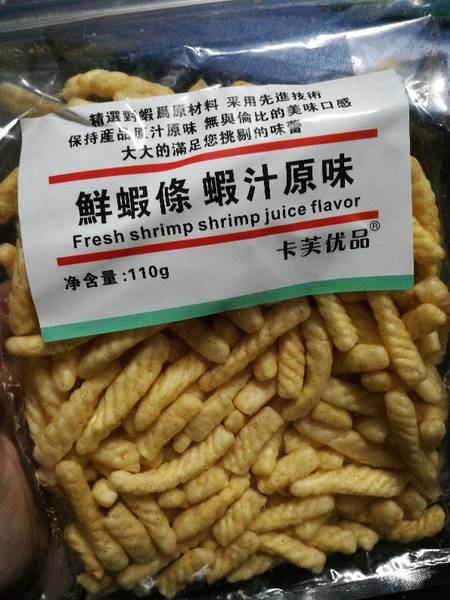 精選對蝦爲原材料 采用先進技術
保持産品原汁原味 無與倫比的美味口感
大大的滿足您挑剔的味蕾
鮮蝦條 蝦汁原味
Fresh shrimp shrimp juice flavor
净含量:110g
卡芙优品®